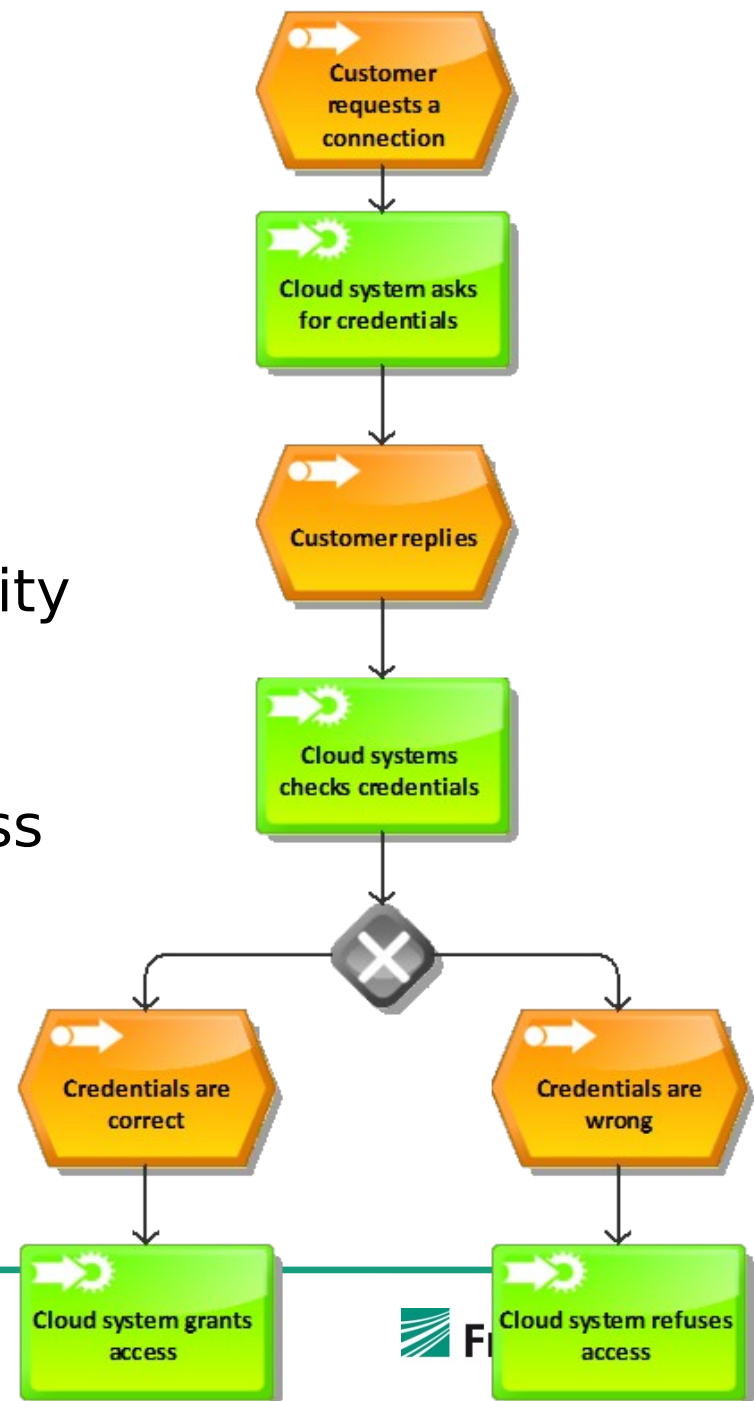 Customer
requests a
connection
Cloud system asks
for credentials
Customer replies
ity
Cloud systems
checks credentials
ss
Credentials are
correct
Credentials are
wrong
Cloud system grants
access
Fr
Cloud system refuses
access